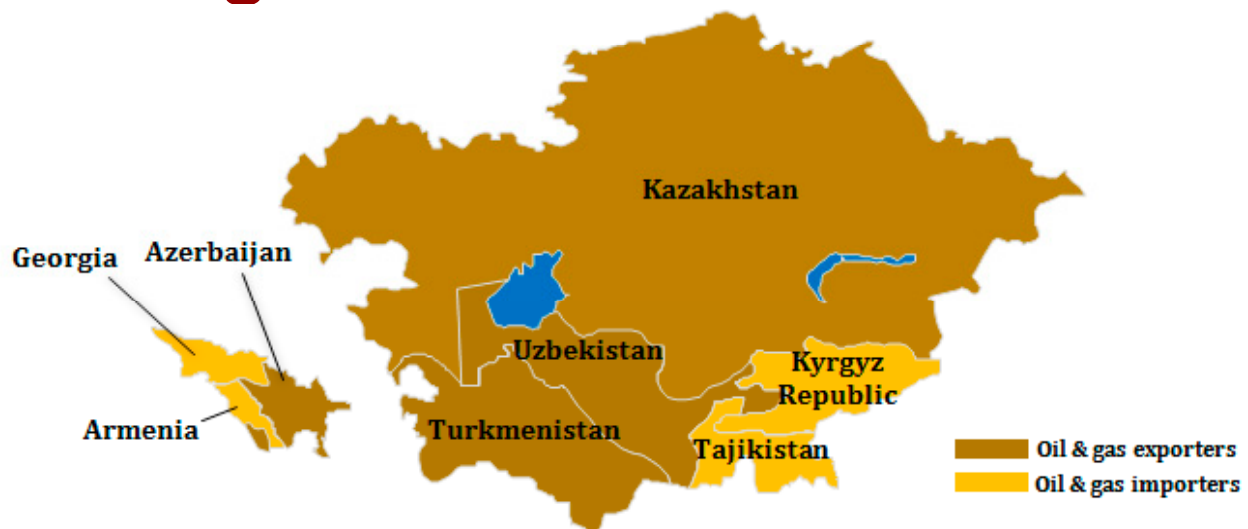 Kazakhstan
Azerbaijan
Georgia
Uzbekistan
Kyrgyz
Republic
Armenia
Turkmenistan
Tajikistan
Oil & gas exporters
Oil & gas importers